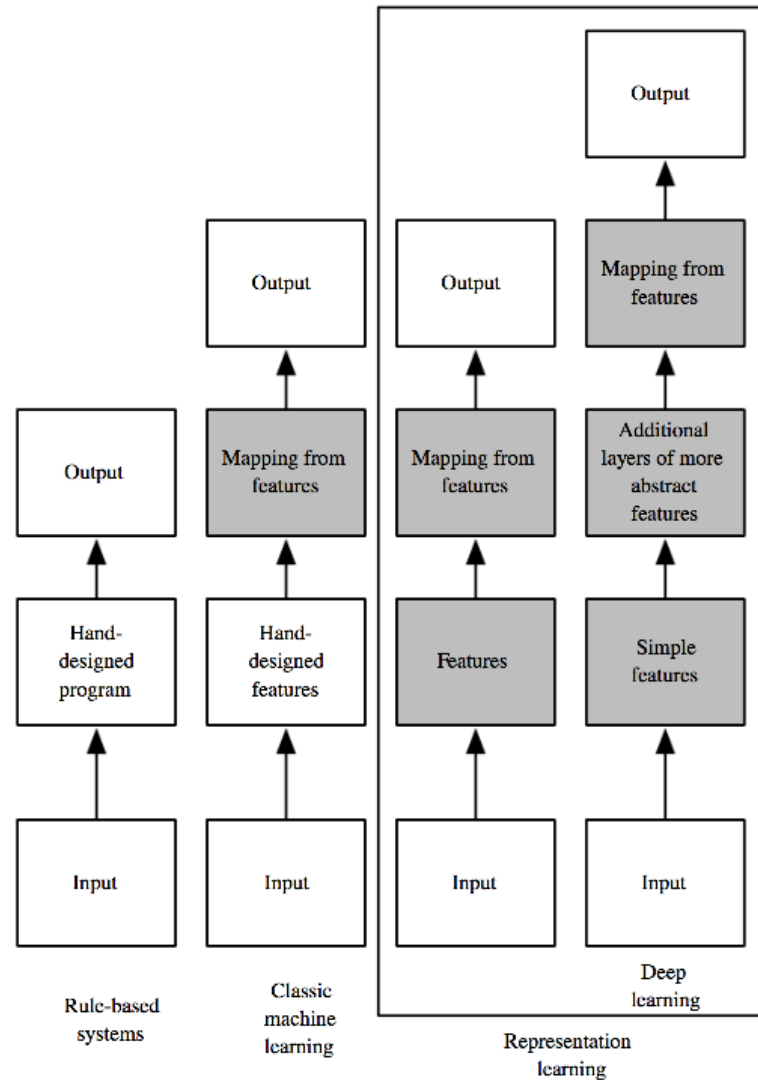 Output
Output
Mapping from
features
Output
Output
Mapping from
features
Mapping from
features
Additional
layers of more
abstract
features
Hand-
designed
program
Hand-
designed
features
Features
Simple
features
Input
Input
Input
Input
Rule-based
systems
Classic
machine
learning
Representation
learning
Deep
learning